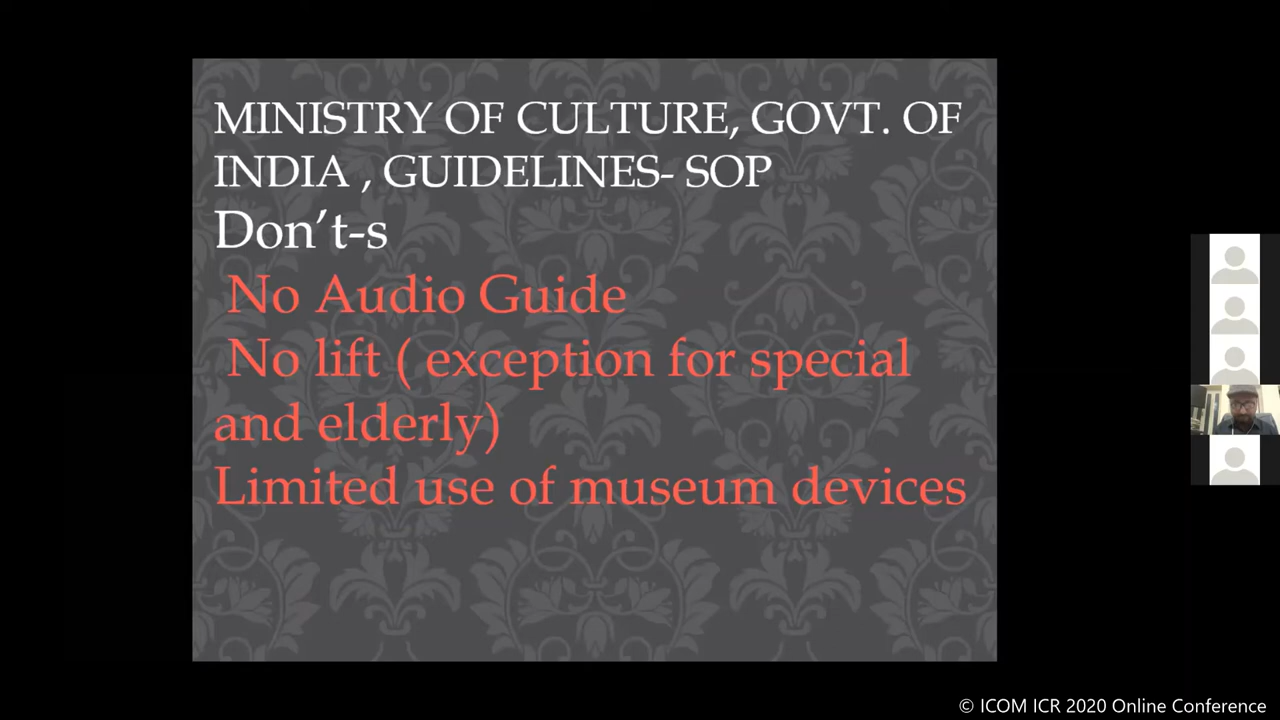 MINISTRY OF CULTURE, GOVT. OF
INDIA , GUIDELINES- SOP
Don’t-s
No Audio Guide
No lift ( exception for special
and elderly)
Limited use of museum devices
© ICOM ICR 2020 Online Conference